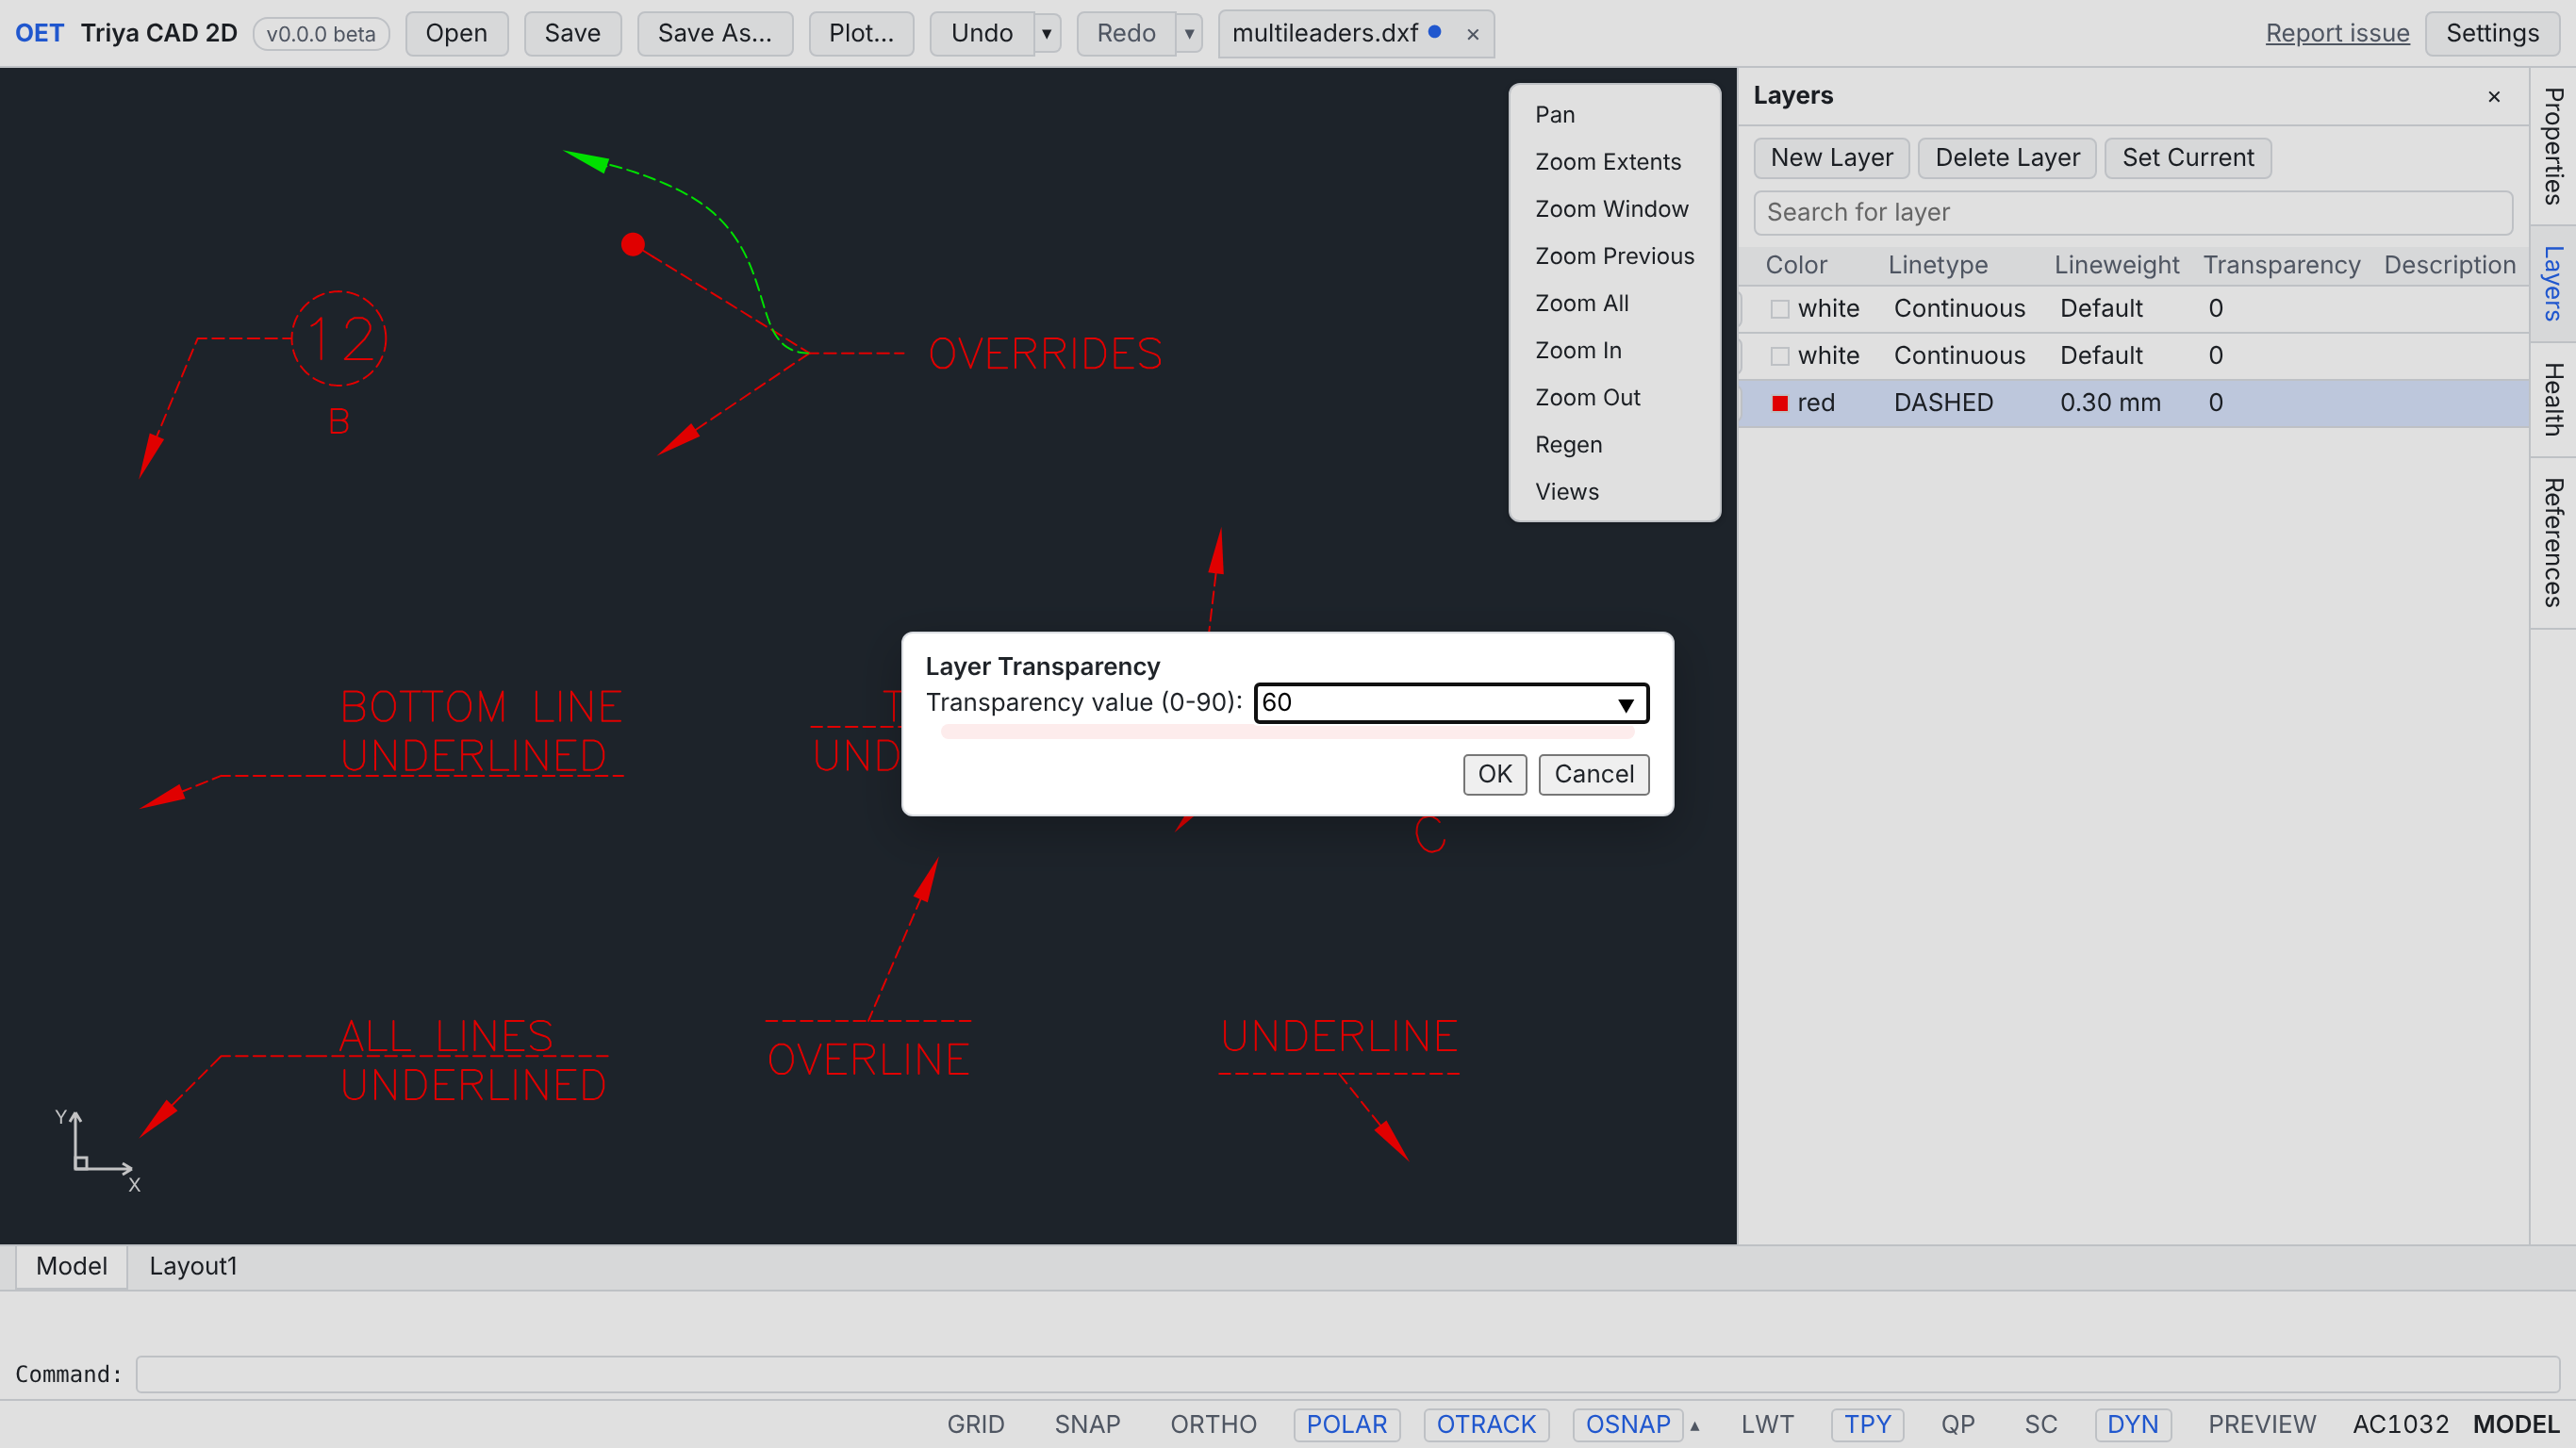 OET Triya CAD 2D v0.0.0 beta Open Save Save As... Plot... Undo ▼ Redo ▼ multileaders.dxf × Report issue Settings
Pan
Zoom Extents
Zoom Window
Zoom Previous
Zoom All
Zoom In
Zoom Out
Regen
Views
Layers ×
New Layer Delete Layer Set Current
Search for layer
Color Linetype Lineweight Transparency Description
white Continuous Default 0
white Continuous Default 0
red DASHED 0.30 mm 0
Properties
Layers
Health
References
12
B
OVERRIDES
BOTTOM LINE
UNDERLINED
T
UND
C
Layer Transparency
Transparency value (0-90): 60
OK Cancel
ALL LINES
UNDERLINED
OVERLINE
UNDERLINE
Y
X
Model Layout1
Command:
GRID SNAP ORTHO POLAR OTRACK OSNAP ▲ LWT TPY QP SC DYN PREVIEW AC1032 MODEL